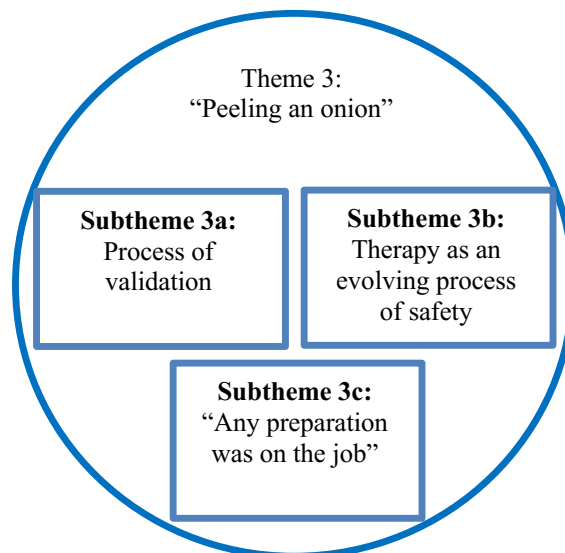 Theme 3:
“Peeling an onion”
Subtheme 3a:
Process of
validation
Subtheme 3b:
Therapy as an
evolving process
of safety
Subtheme 3c:
“Any preparation
was on the job”